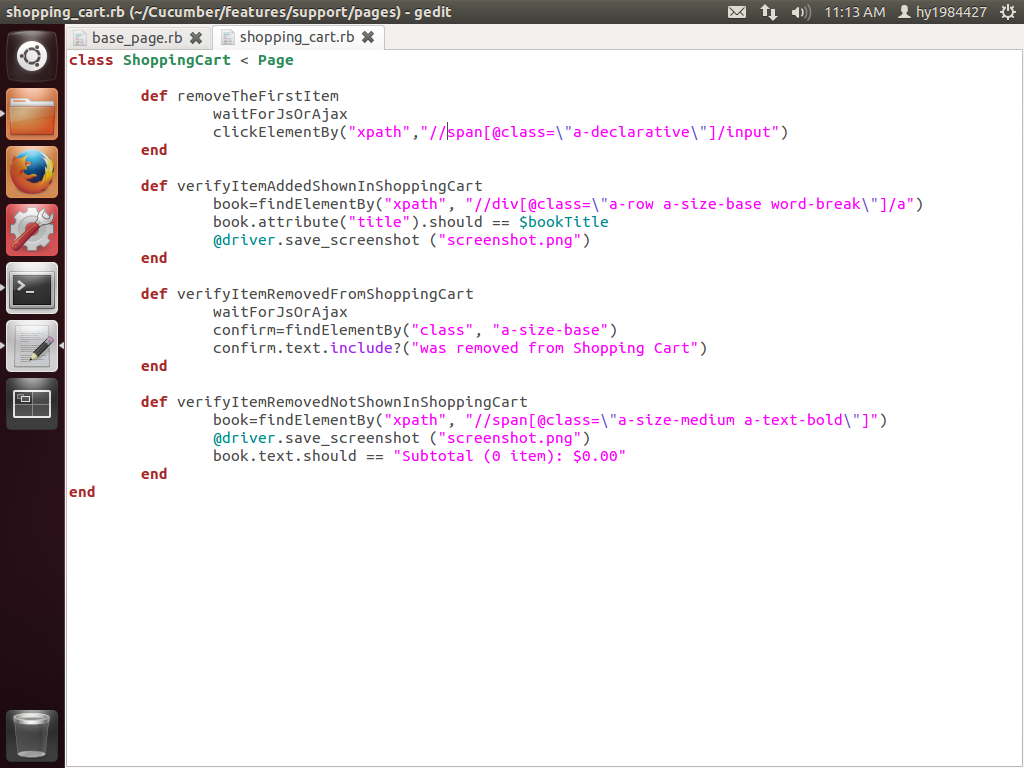 shopping_cart.rb (~/Cucumber/features/support/pages) - gedit
11:13 AM
hy1984427
base_page.rb
shopping_cart.rb
class ShoppingCart < Page
def removeTheFirstItem
waitForJsOrAjax
clickElementBy("xpath","//span[@class=\"a-declarative\"]/input")
end
def verifyItemAddedShownInShoppingCart
book=findElementBy("xpath", "//div[@class=\"a-row a-size-base word-break\"]/a")
book.attribute("title").should == $bookTitle
@driver.save_screenshot ("screenshot.png")
end
def verifyItemRemovedFromShoppingCart
waitForJsOrAjax
confirm=findElementBy("class", "a-size-base")
confirm.text.include?("was removed from Shopping Cart")
end
def verifyItemRemovedNotShownInShoppingCart
book=findElementBy("xpath", "//span[@class=\"a-size-medium a-text-bold\"]")
@driver.save_screenshot ("screenshot.png")
book.text.should == "Subtotal (0 item): $0.00"
end
end